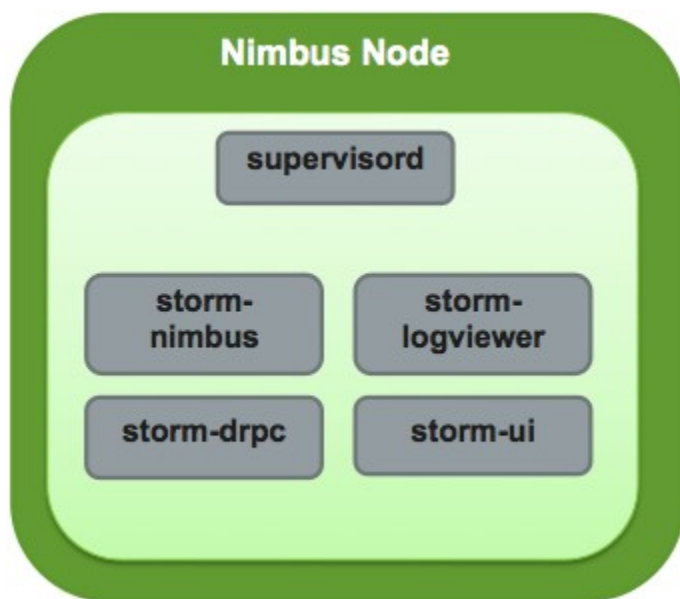 Nimbus Node
supervisord
storm-
nimbus
storm-
logviewer
storm-drpc
storm-ui